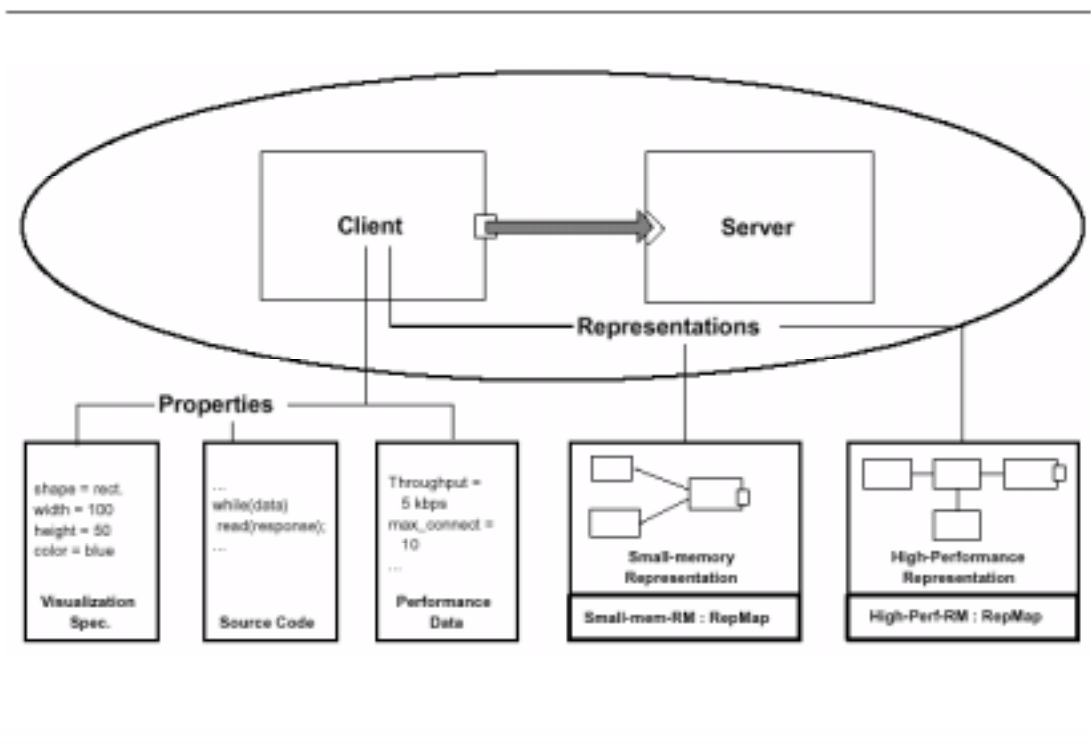 Client
Server
Representations
Properties
shape = rect.
width = 100
height = 50
color = blue
Visualization
Spec.
...
while(data)
read(response);
...
Source Code
Throughput =
5 kbps
max_connect =
10
...
Performance
Data
Small-memory
Representation
Small-mem-RM : RepMap
High-Performance
Representation
High-Perf-RM : RepMap